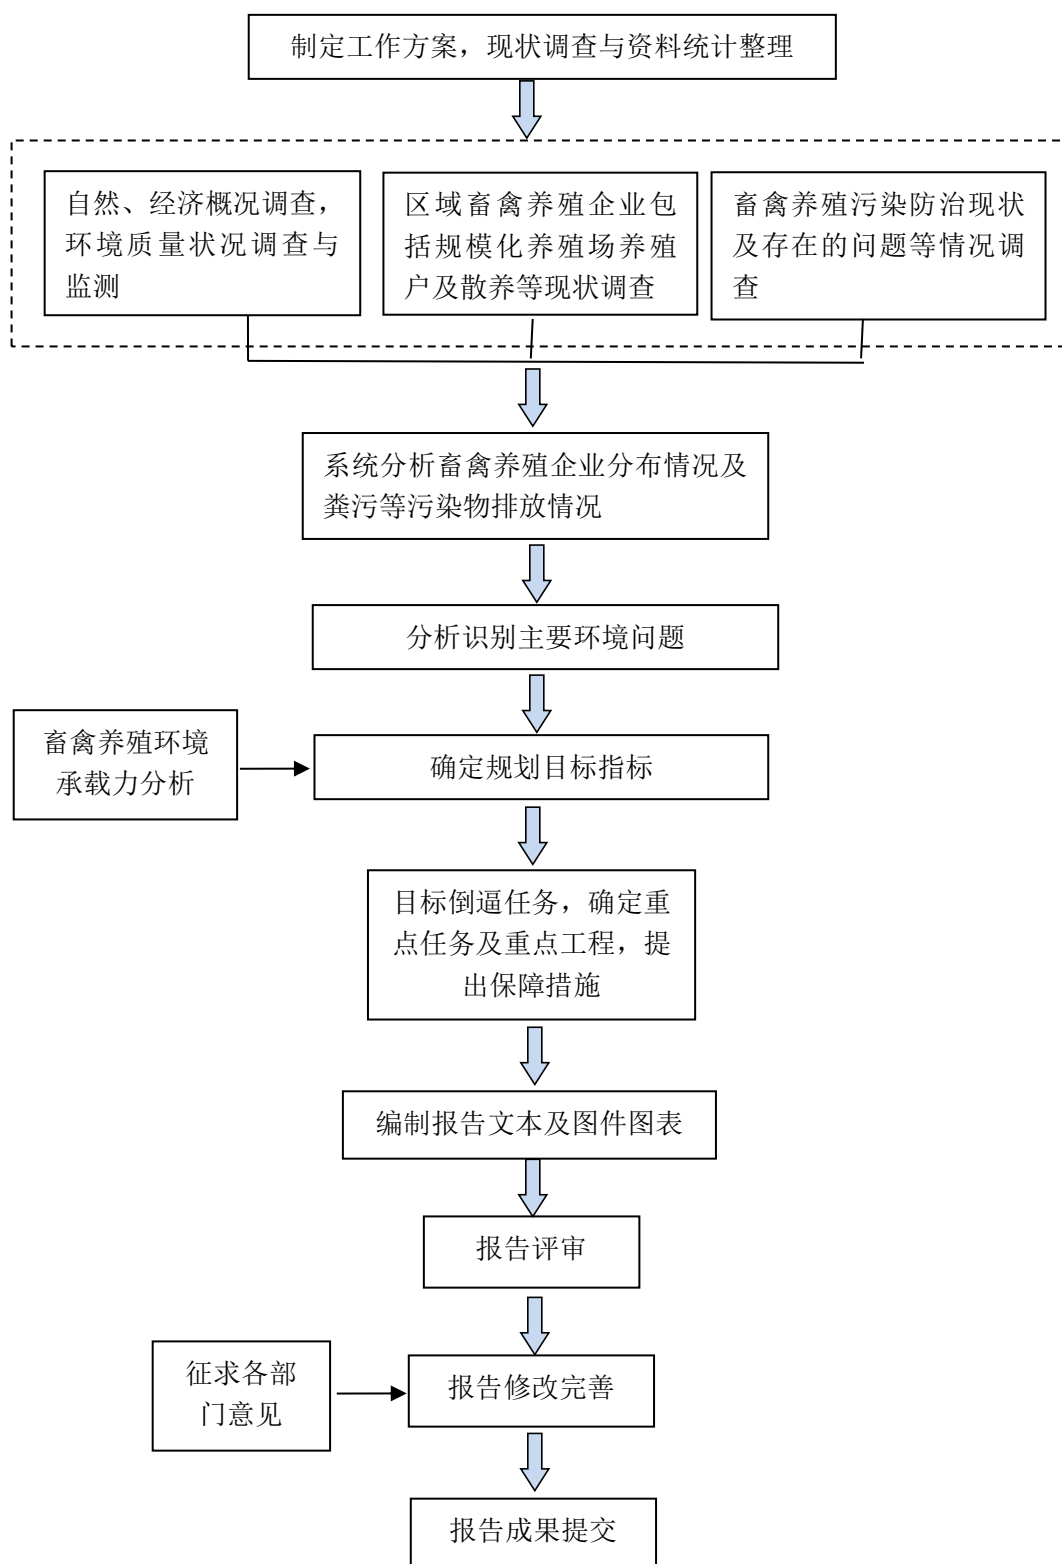 制定工作方案，现状调查与资料统计整理
自然、经济概况调查，
环境质量状况调查与
监测
区域畜禽养殖企业包
括规模化养殖场养殖
户及散养等现状调查
畜禽养殖污染防治现状
及存在的问题等情况调
查
系统分析畜禽养殖企业分布情况及
粪污等污染物排放情况
分析识别主要环境问题
畜禽养殖环境
承载力分析
确定规划目标指标
目标倒逼任务，确定重
点任务及重点工程，提
出保障措施
编制报告文本及图件图表
报告评审
征求各部
门意见
报告修改完善
报告成果提交